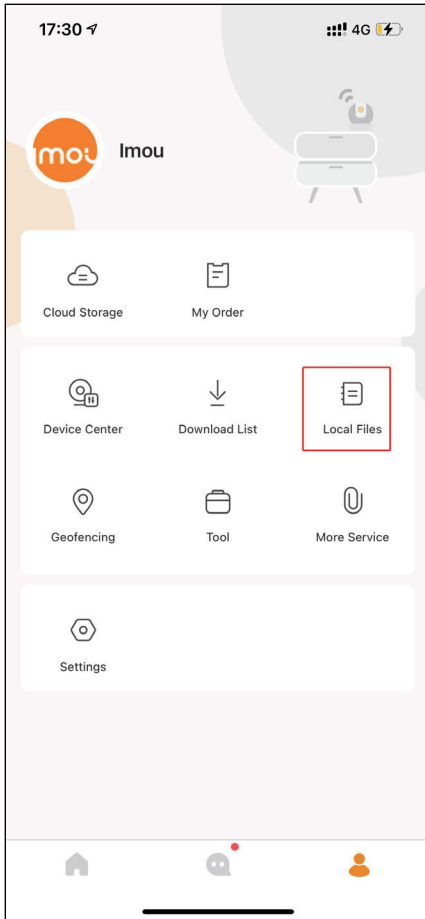 17:30 4G
imou Imou
Cloud Storage My Order
Device Center Download List Local Files
Geofencing Tool More Service
Settings